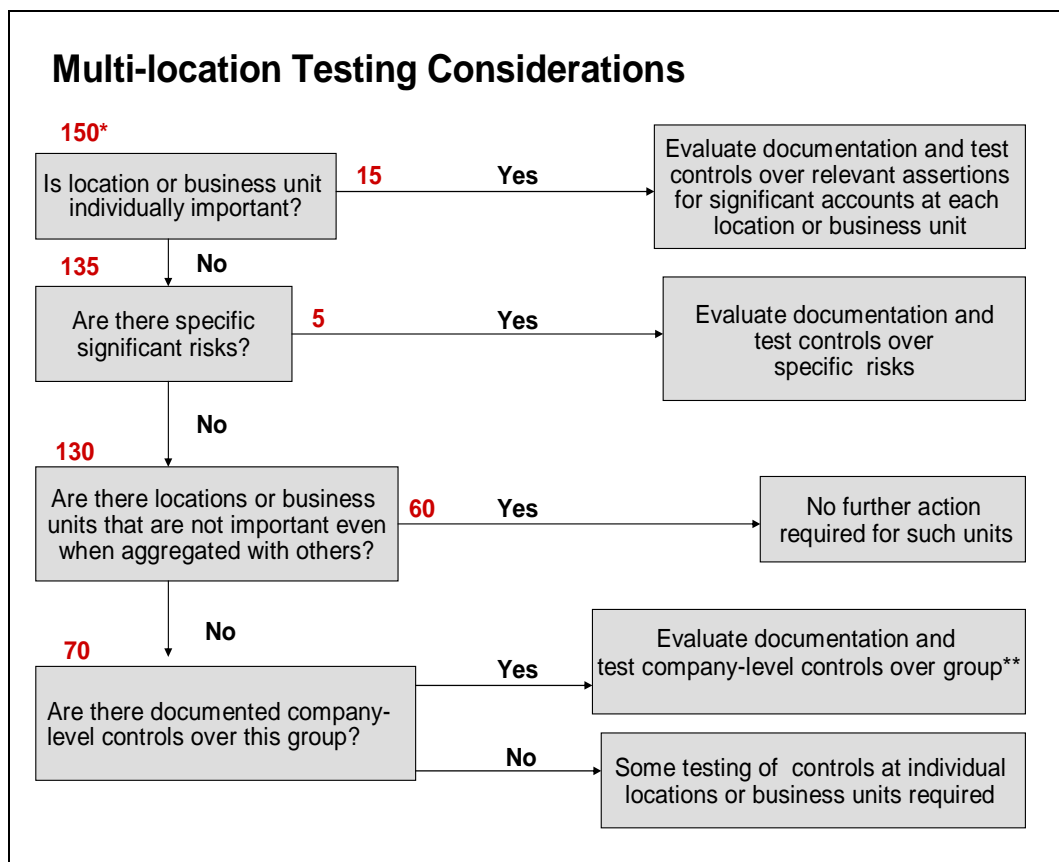 Multi-location Testing Considerations
150*
Is location or business unit
individually important?
15
Yes
Evaluate documentation and test
controls over relevant assertions
for significant accounts at each
location or business unit
No
135
Are there specific
significant risks?
5
Yes
Evaluate documentation and
test controls over
specific risks
No
130
Are there locations or business
units that are not important even
when aggregated with others?
60
Yes
No further action
required for such units
No
70
Are there documented company-
level controls over this group?
Yes
Evaluate documentation and
test company-level controls over group**
No
Some testing of controls at individual
locations or business units required